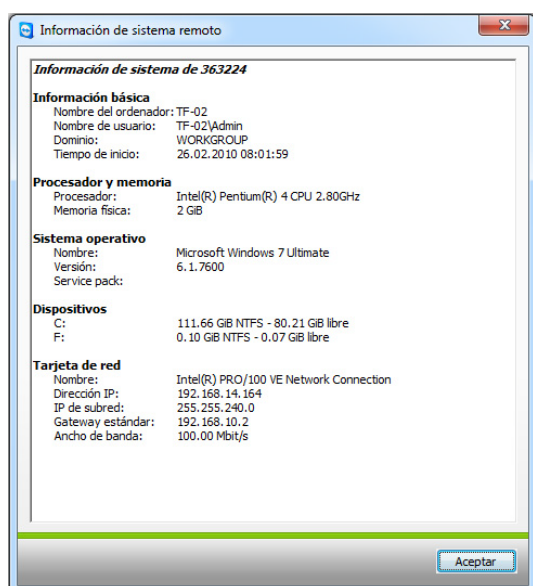 Información de sistema remoto
Información de sistema de 363224
Información básica
Nombre del ordenador: TF-02
Nombre de usuario: TF-02\Admin
Dominio: WORKGROUP
Tiempo de inicio: 26.02.2010 08:01:59
Procesador y memoria
Procesador: Intel(R) Pentium(R) 4 CPU 2.80GHz
Memoria física: 2 GiB
Sistema operativo
Nombre: Microsoft Windows 7 Ultimate
Versión: 6.1.7600
Service pack:
Dispositivos
C: 111.66 GiB NTFS - 80.21 GiB libre
F: 0.10 GiB NTFS - 0.07 GiB libre
Tarjeta de red
Nombre: Intel(R) PRO/100 VE Network Connection
Dirección IP: 192.168.14.164
IP de subred: 255.255.240.0
Gateway estándar: 192.168.10.2
Ancho de banda: 100.00 Mbit/s
Aceptar